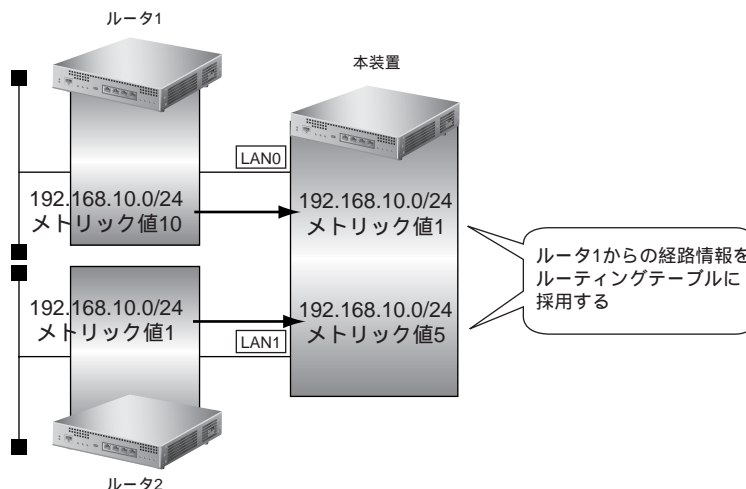 ルータ1
本装置
LAN0
192.168.10.0/24
メトリック値10
192.168.10.0/24
メトリック値1
ルータ1からの経路情報を
ルーティングテーブルに
採用する
192.168.10.0/24
メトリック値1
192.168.10.0/24
メトリック値5
LAN1
ルータ2